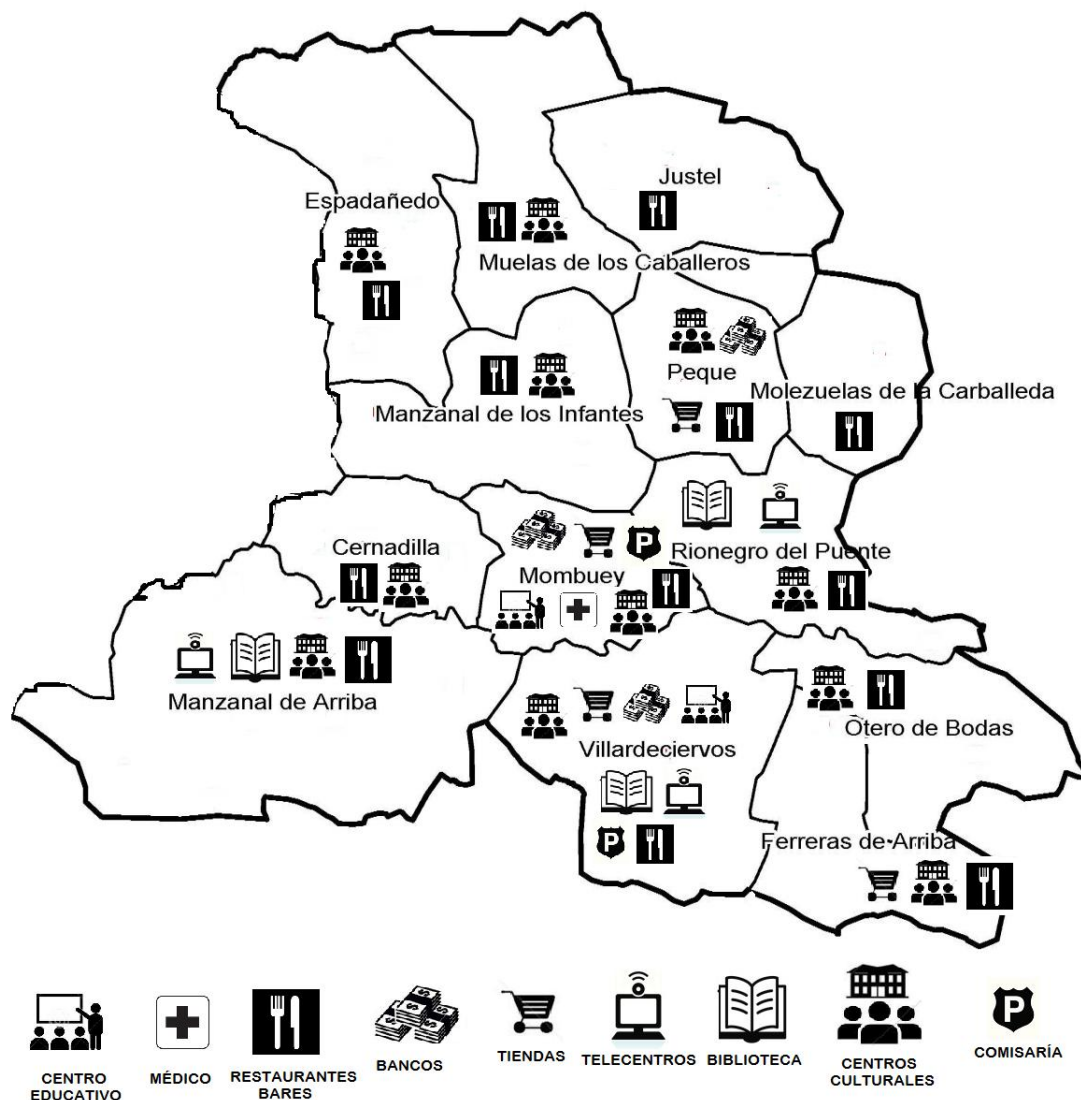 Justel
Espadañedo
Muelas de los Caballeros
Peque
Molezuelas de la Carballeda
Manzanal de los Infantes
P
Rionegro del Puente
Cernadilla
Mombuey
Manzanal de Arriba
Otero de Bodas
Villardeciervos
P
Ferreras de Arriba
P
CENTRO
EDUCATIVO
MÉDICO
RESTAURANTES
BARES
BANCOS
TIENDAS
TELECENTROS
BIBLIOTECA
CENTROS
CULTURALES
COMISARÍA